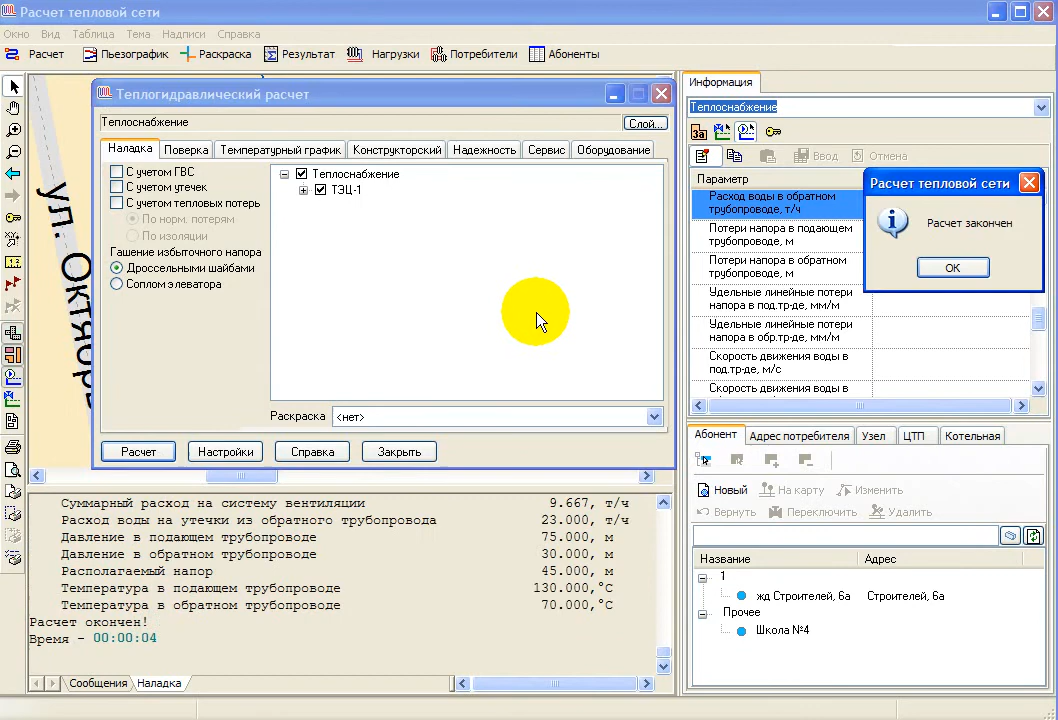 Расчет тепловой сети
Окно Вид Таблица Тема Надписи Справка
Расчет Пьезография Раскраска Результат Нагрузки Потребители Абоненты
ул. Октябрь
Теплогидравлический расчет
Теплоснабжение
Слой...
Наладка Поверка Температурный график Конструкторский Надежность Сервис Оборудование
С учетом ГВС
С учетом утечек
С учетом тепловых потерь
По норм. потерям
По изоляции
Гашение избыточного напора
Дроссельными шайбами
Соплом элеватора
Теплоснабжение
ТЭЦ-1
Раскраска <нет>
Расчет Настройки Справка Закрыть
Информация
Теплоснабжение
Ввод Отмена
Параметр
Расход воды в обратном
трубопроводе, т/ч
Потери напора в подающем
трубопроводе, м
Потери напора в обратном
трубопроводе, м
Удельные линейные потери
напора в под.тр-де, мм/м
Удельные линейные потери
напора в обр.тр-де, мм/м
Скорость движения воды в
под.тр-де, м/с
Скорость движения воды в
Расчет тепловой сети
Расчет закончен
OK
Абонент Адрес потребителя Узел ЦТП Котельная
Новый На карту Изменить
Вернуть Переключить Удалить
Название Адрес
1
жд Строителей, 6а Строителей, 6а
Прочее
Школа №4
Суммарный расход на систему вентиляции 9.667, т/ч
Расход воды на утечки из обратного трубопровода 23.000, т/ч
Давление в подающем трубопроводе 75.000, м
Давление в обратном трубопроводе 30.000, м
Располагаемый напор 45.000, м
Температура в подающем трубопроводе 130.000,°C
Температура в обратном трубопроводе 70.000,°C
Расчет окончен!
Время - 00:00:04
Сообщения Наладка